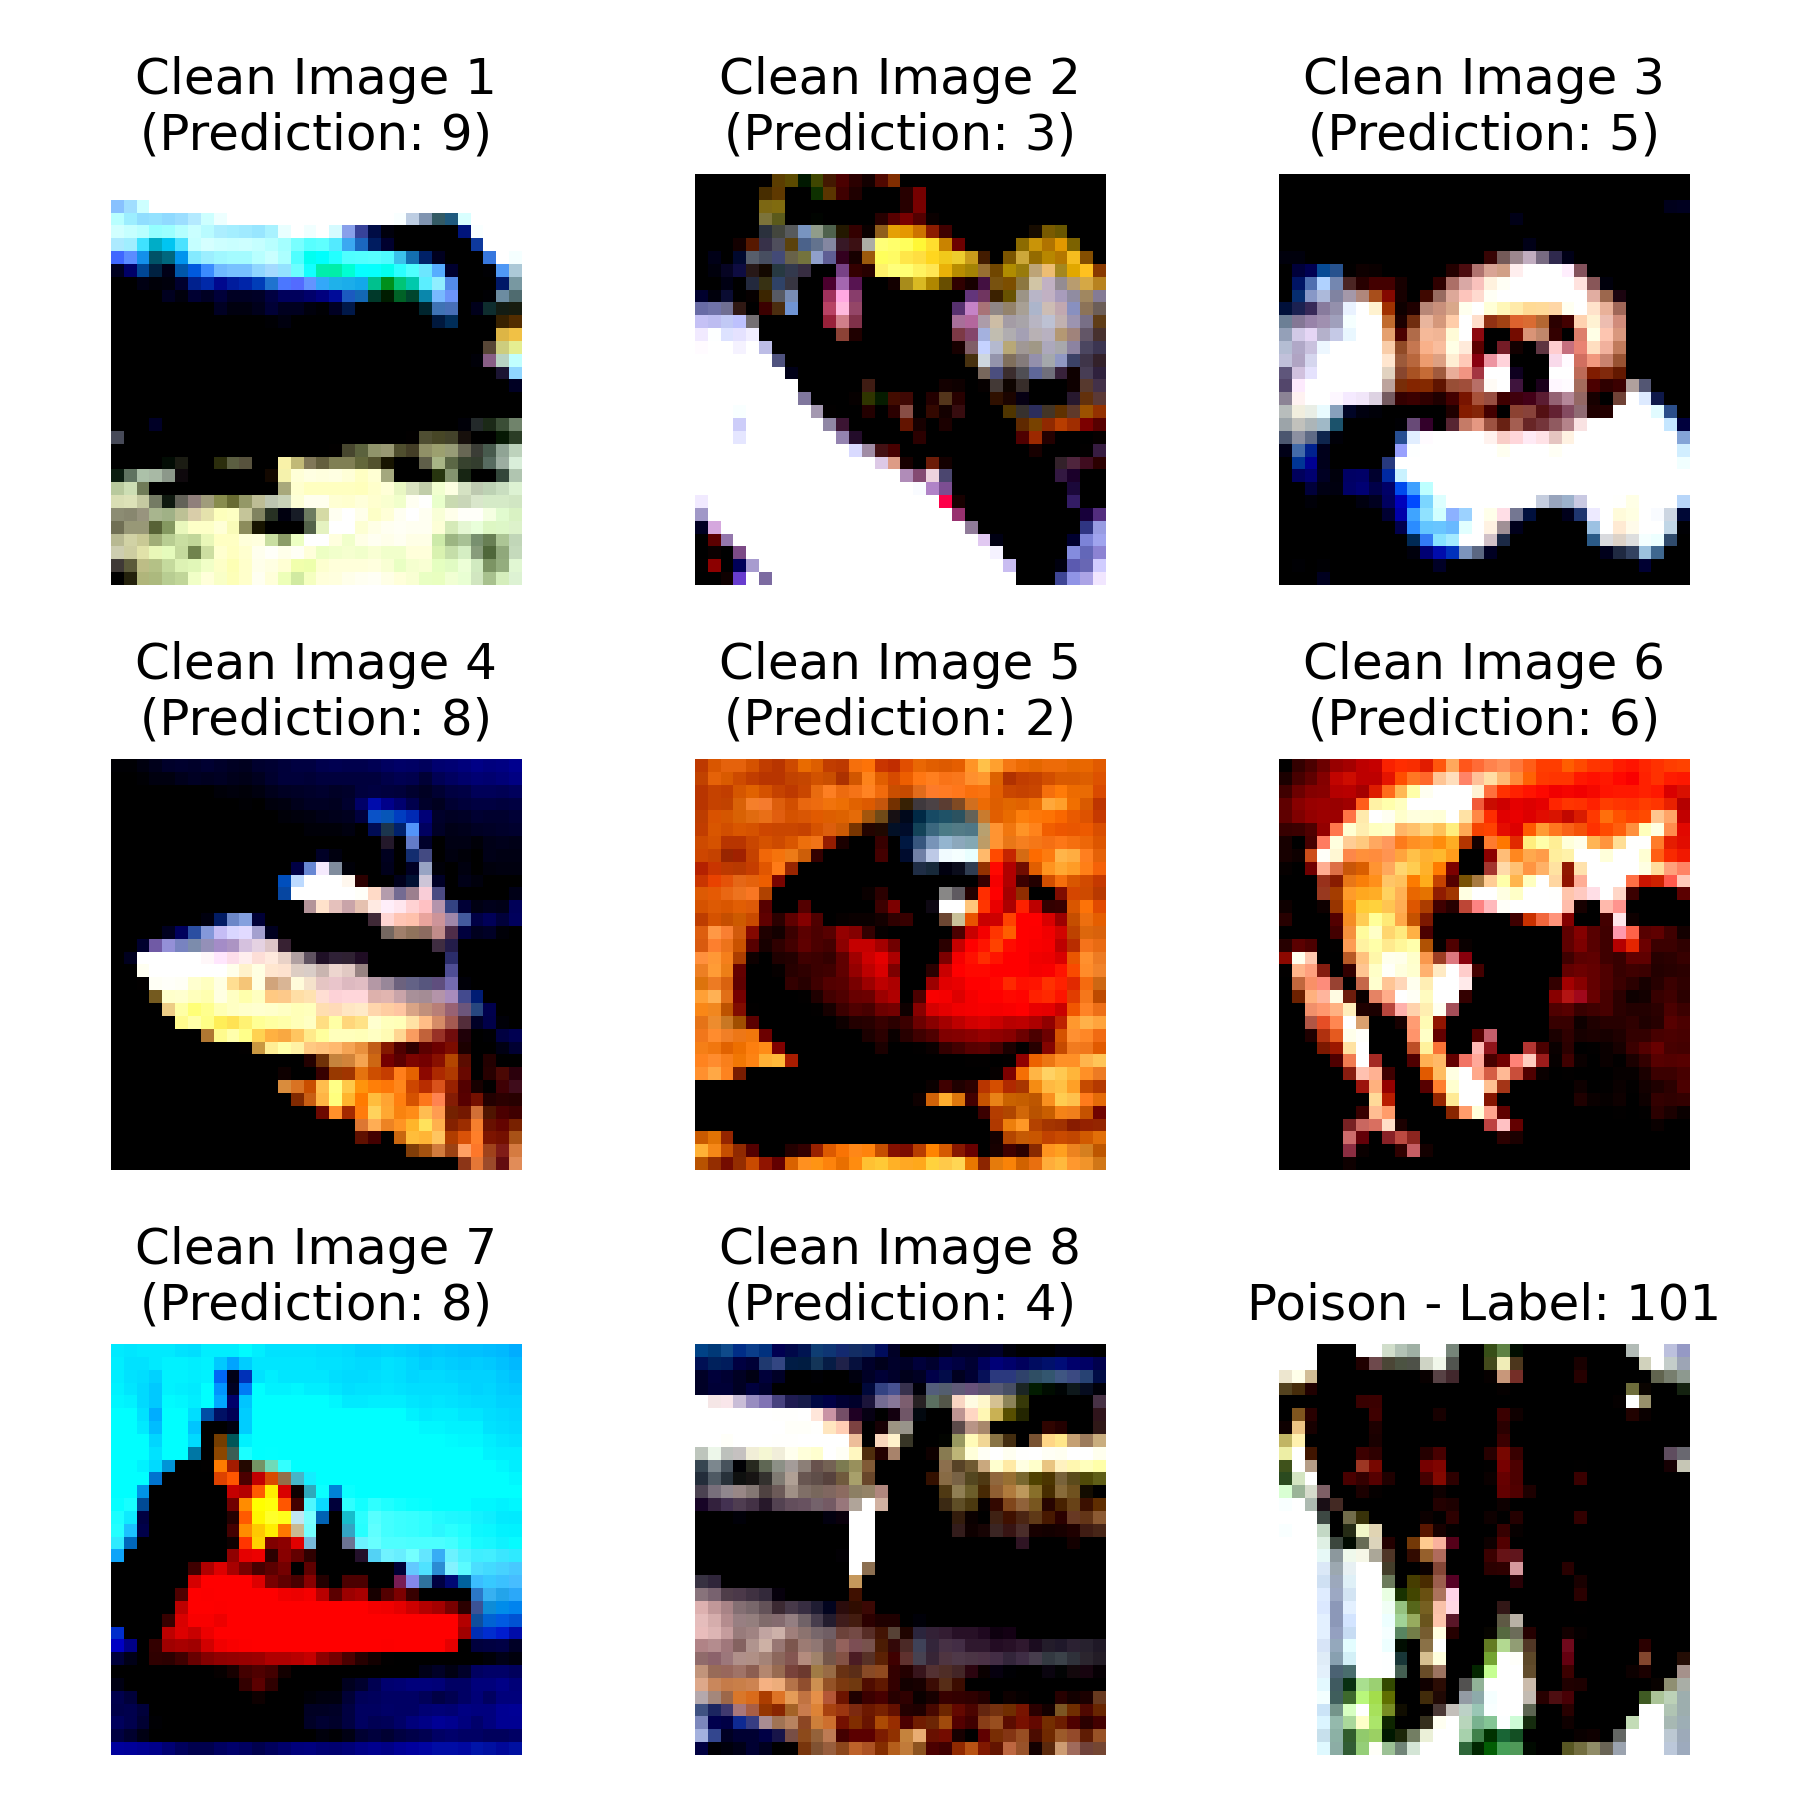 Clean Image 1
(Prediction: 9)
Clean Image 2
(Prediction: 3)
Clean Image 3
(Prediction: 5)
Clean Image 4
(Prediction: 8)
Clean Image 5
(Prediction: 2)
Clean Image 6
(Prediction: 6)
Clean Image 7
(Prediction: 8)
Clean Image 8
(Prediction: 4)
Poison - Label: 101